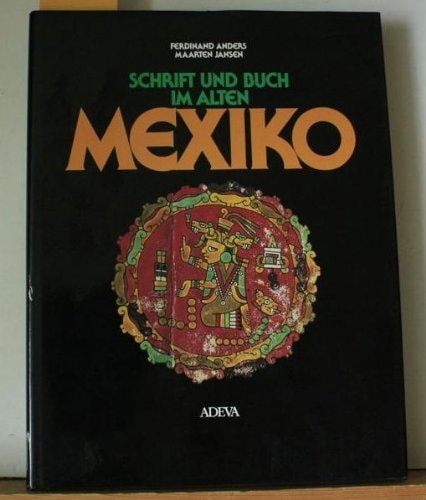 FERDINAND ANDERS
MAARTEN JANSEN
SCHRIFT UND BUCH
IM ALTEN
MEXIKO
ADEVA